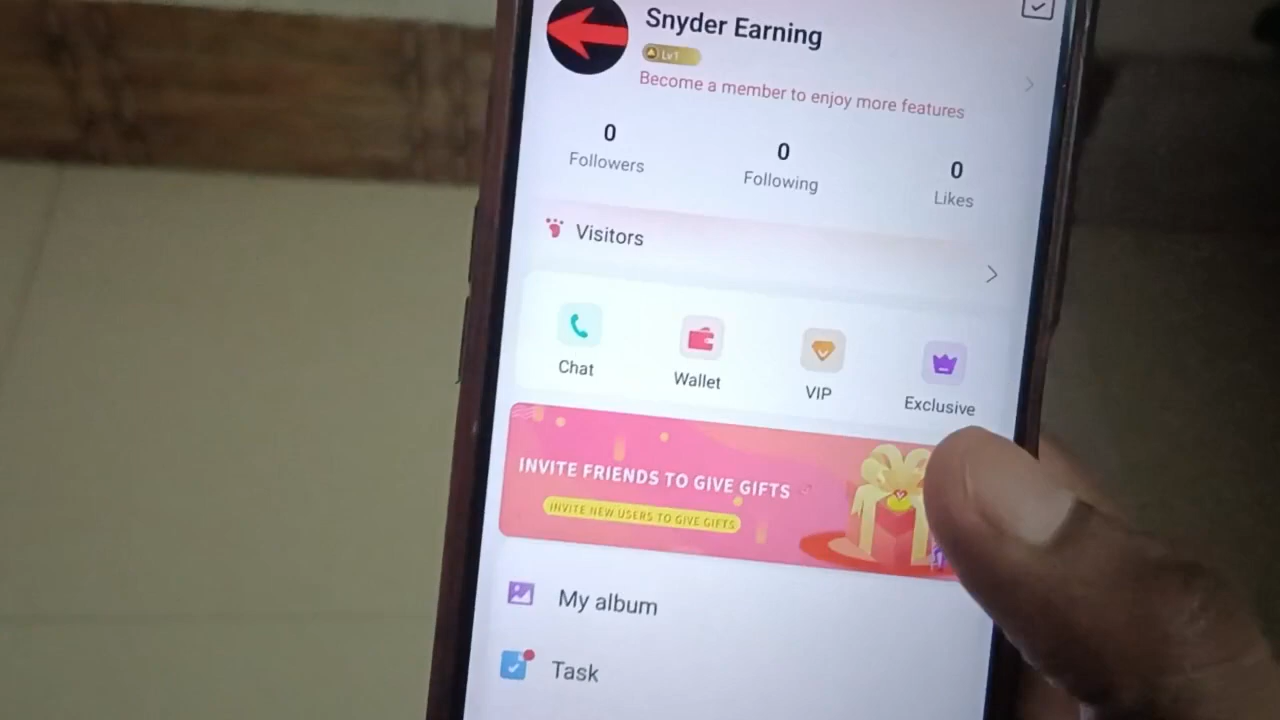 Snyder Earning
Lv1
Become a member to enjoy more features
0
Followers
0
Following
0
Likes
Visitors
Chat
Wallet
VIP
Exclusive
INVITE FRIENDS TO GIVE GIFTS
INVITE NEW USERS TO GIVE GIFTS
My album
Task